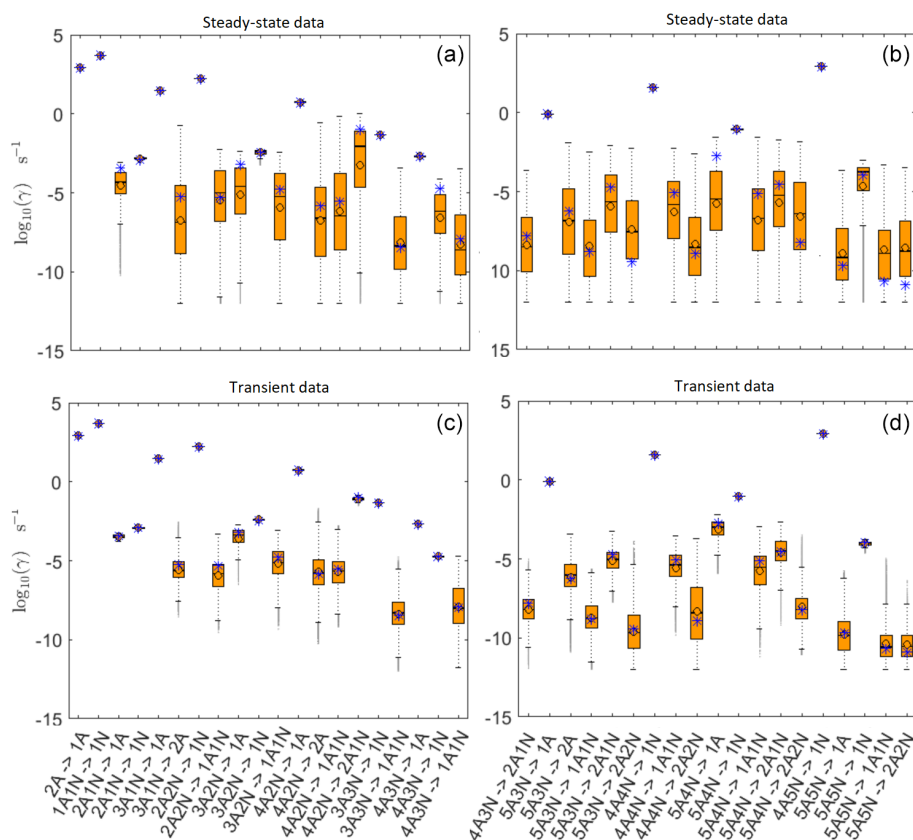 Steady-state data
(a)
5
0
-5
-10
-15
log10(γ) s⁻¹
Steady-state data
(b)
5
0
-5
-10
-15
Transient data
(c)
5
0
-5
-10
-15
log10(γ) s⁻¹
2A -> 1A
1A1N -> 1N
2A1N -> 1A
2A1N -> 1N
3A1N -> 1A
3A1N -> 2A
2A2N -> 1N
2A2N -> 1A1N
3A2N -> 1A
3A2N -> 1N
3A2N -> 1A1N
4A2N -> 1A
4A2N -> 2A
4A2N -> 1A1N
4A2N -> 2A1N
3A3N -> 1N
3A3N -> 1A1N
4A3N -> 1A
4A3N -> 1N
4A3N -> 1A1N
Transient data
(d)
5
0
-5
-10
-15
4A3N -> 2A1N
5A3N -> 1A
5A3N -> 2A
5A3N -> 1A1N
5A3N -> 2A1N
5A3N -> 2A2N
4A4N -> 1N
4A4N -> 1A1N
4A4N -> 2A2N
5A4N -> 1A
5A4N -> 1N
5A4N -> 1A1N
5A4N -> 2A1N
5A4N -> 2A2N
4A5N -> 1N
5A5N -> 1A
5A5N -> 1N
5A5N -> 1A1N
5A5N -> 2A2N